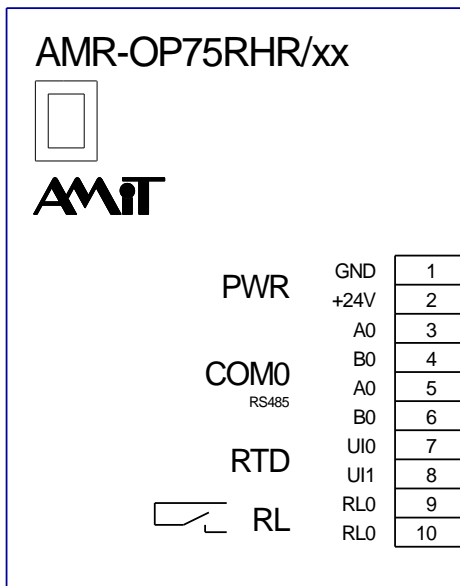 AMR-OP75RHR/xx
AMiT
PWR GND 1
+24V 2
A0 3
COM0 B0 4
RS485 A0 5
B0 6
RTD UI0 7
UI1 8
RL RL0 9
RL0 10